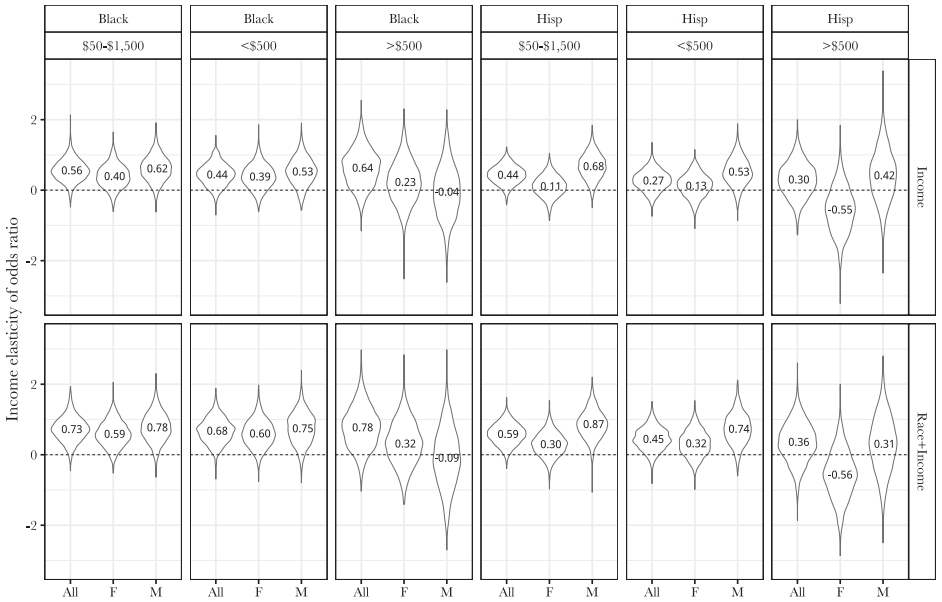 Black Black Black Hisp Hisp Hisp
$50-$1,500 <$500 >$500 $50-$1,500 <$500 >$500
Income elasticity of odds ratio
2
0
-2
0.56 0.40 0.62 0.44 0.39 0.53 0.64 0.23 -0.04 0.44 0.11 0.68 0.27 0.13 0.53 0.30 -0.55 0.42
Income
2
0
-2
0.73 0.59 0.78 0.68 0.60 0.75 0.78 0.32 -0.09 0.59 0.30 0.87 0.45 0.32 0.74 0.36 -0.56 0.31
Race+Income
All F M All F M All F M All F M All F M All F M